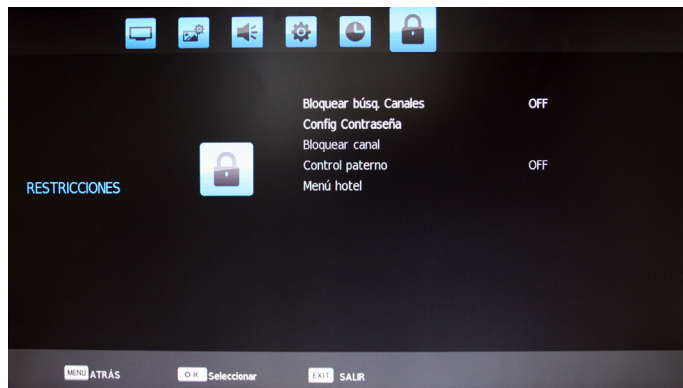 Bloquear búsq. Canales OFF
Config Contraseña
Bloquear canal
Control paterno OFF
RESTRICCIONES
Menú hotel
MENU ATRÁS OK Seleccionar EXIT SALIR